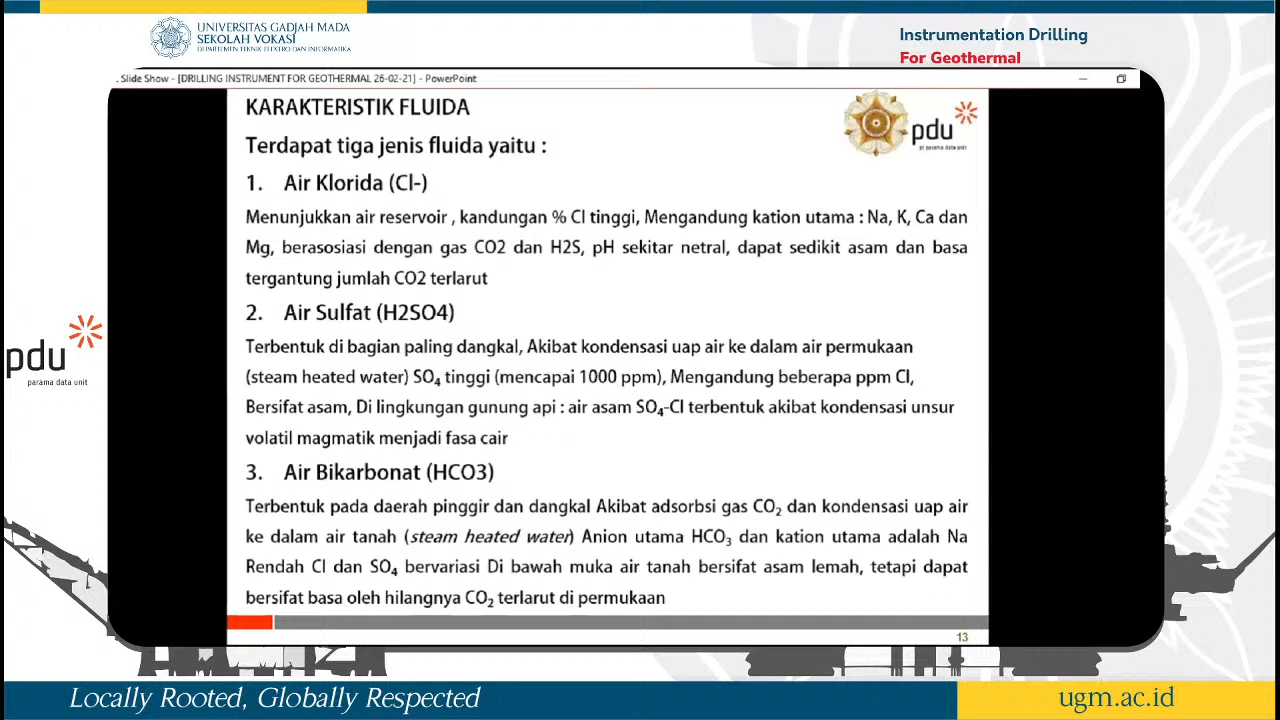 UNIVERSITAS GADJAH MADA
SEKOLAH VOKASI
DEPARTEMEN TEKNIK ELEKTRO DAN INFORMATIKA
Instrumentation Drilling
For Geothermal
. Slide Show - [DRILLING INSTRUMENT FOR GEOTHERMAL 26-02-21] - PowerPoint
KARAKTERISTIK FLUIDA
pdu
pt parama data unit
Terdapat tiga jenis fluida yaitu :
1. Air Klorida (Cl-)
Menunjukkan air reservoir , kandungan % Cl tinggi, Mengandung kation utama : Na, K, Ca dan
Mg, berasosiasi dengan gas CO2 dan H2S, pH sekitar netral, dapat sedikit asam dan basa
tergantung jumlah CO2 terlarut
2. Air Sulfat (H2SO4)
Terbentuk di bagian paling dangkal, Akibat kondensasi uap air ke dalam air permukaan
(steam heated water) SO₄ tinggi (mencapai 1000 ppm), Mengandung beberapa ppm Cl,
Bersifat asam, Di lingkungan gunung api : air asam SO₄-Cl terbentuk akibat kondensasi unsur
volatil magmatik menjadi fasa cair
3. Air Bikarbonat (HCO3)
Terbentuk pada daerah pinggir dan dangkal Akibat adsorbsi gas CO₂ dan kondensasi uap air
ke dalam air tanah (steam heated water) Anion utama HCO₃ dan kation utama adalah Na
Rendah Cl dan SO₄ bervariasi Di bawah muka air tanah bersifat asam lemah, tetapi dapat
bersifat basa oleh hilangnya CO₂ terlarut di permukaan
13
pdu
parama data unit
Locally Rooted, Globally Respected
ugm.ac.id